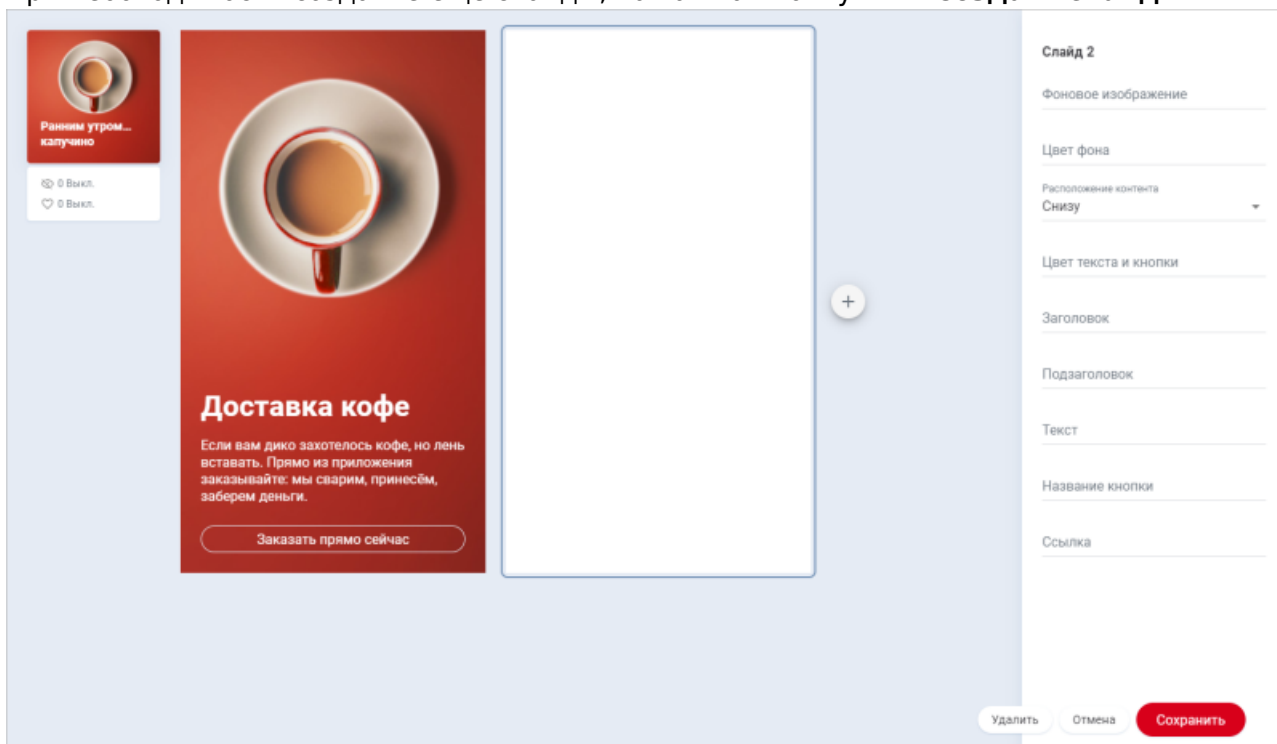 Ранним утром...
капучино
0 Выкл.
0 Выкл.
Доставка кофе
Если вам дико захотелось кофе, но лень
вставать. Прямо из приложения
заказывайте: мы сварим, принесём,
заберем деньги.
Заказать прямо сейчас
+
Слайд 2
Фоновое изображение
Цвет фона
Расположение контента
Снизу
Цвет текста и кнопки
Заголовок
Подзаголовок
Текст
Название кнопки
Ссылка
Удалить
Отмена
Сохранить